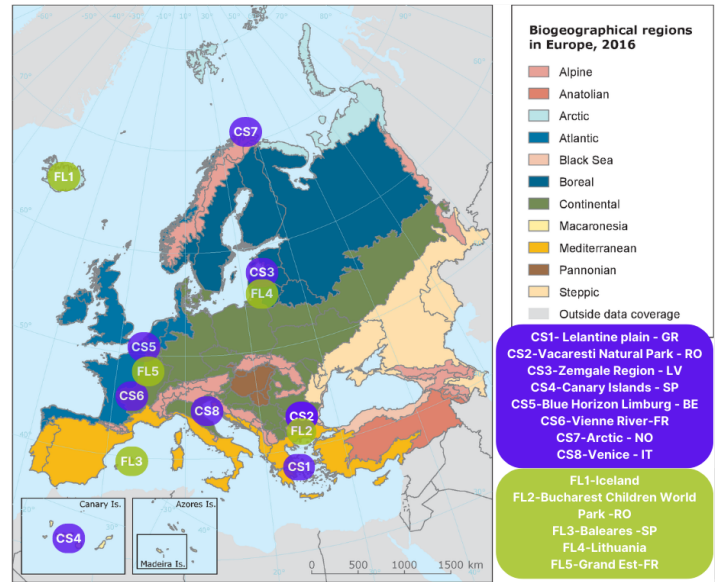 Biogeographical regions
in Europe, 2016
Alpine
Anatolian
Arctic
Atlantic
Black Sea
Boreal
Continental
Macaronesia
Mediterranean
Pannonian
Steppic
Outside data coverage
CS1- Lelantine plain - GR
CS2-Vacaresti Natural Park - RO
CS3-Zemgale Region - LV
CS4-Canary Islands - SP
CS5-Blue Horizon Limburg - BE
CS6-Vienne River-FR
CS7-Arctic - NO
CS8-Venice - IT
FL1-Iceland
FL2-Bucharest Children World
Park -RO
FL3-Baleares -SP
FL4-Lithuania
FL5-Grand Est-FR
CS7
FL1
CS3
FL4
CS5
FL5
CS6
CS8
CS2
FL2
FL3
CS1
Canary Is.
CS4
Azores Is.
Madeira Is.
0 500 1000 1500 km